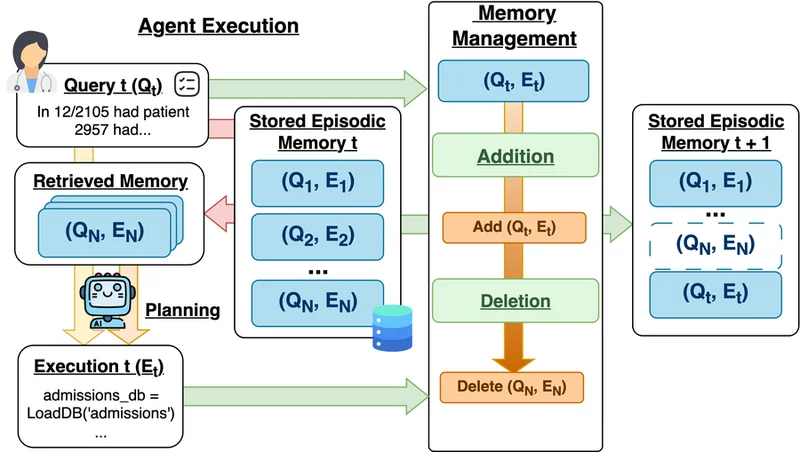 Agent Execution
Query t (Qt)
In 12/2105 had patient
2957 had...
Retrieved Memory
(QN, EN)
AI
Planning
Execution t (Et)
admissions_db =
LoadDB('admissions')
...
Stored Episodic
Memory t
(Q1, E1)
(Q2, E2)
...
(QN, EN)
Memory
Management
(Qt, Et)
Addition
Add (Qt, Et)
Deletion
Delete (QN, EN)
Stored Episodic
Memory t + 1
(Q1, E1)
...
(QN, EN)
(Qt, Et)